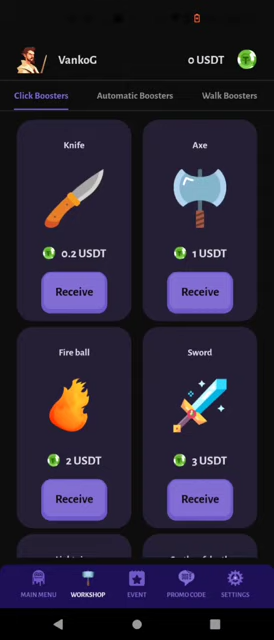 VankoG 0 USDT
Click Boosters Automatic Boosters Walk Boosters
Knife Axe
0.2 USDT 1 USDT
Receive Receive
Fire ball Sword
2 USDT 3 USDT
Receive Receive
MAIN MENU WORKSHOP EVENT PROMO CODE SETTINGS